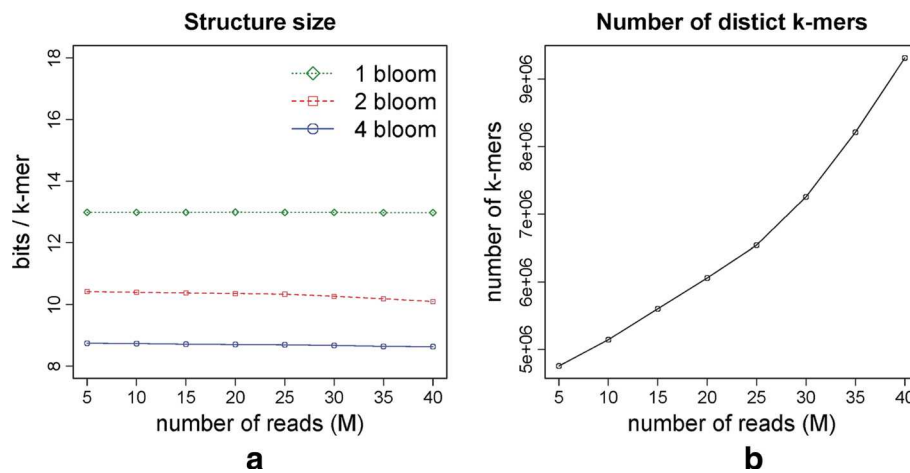 Structure size
18
16
14
12
10
8
bits / k-mer
1 bloom
2 bloom
4 bloom
5 10 15 20 25 30 35 40
number of reads (M)
a
Number of distict k-mers
9e+06
8e+06
7e+06
6e+06
5e+06
number of k-mers
5 10 15 20 25 30 35 40
number of reads (M)
b